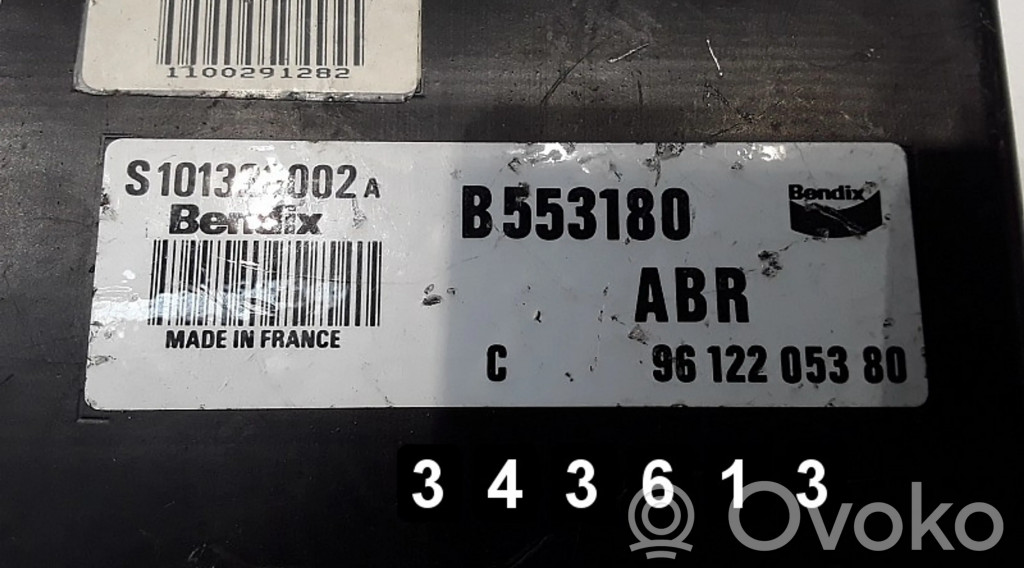 1100291282
B553180
Bendix
Bendix
ABR
MADE IN FRANCE
C 96 122 053 80
3 4 3 6 1 3
Ovoko